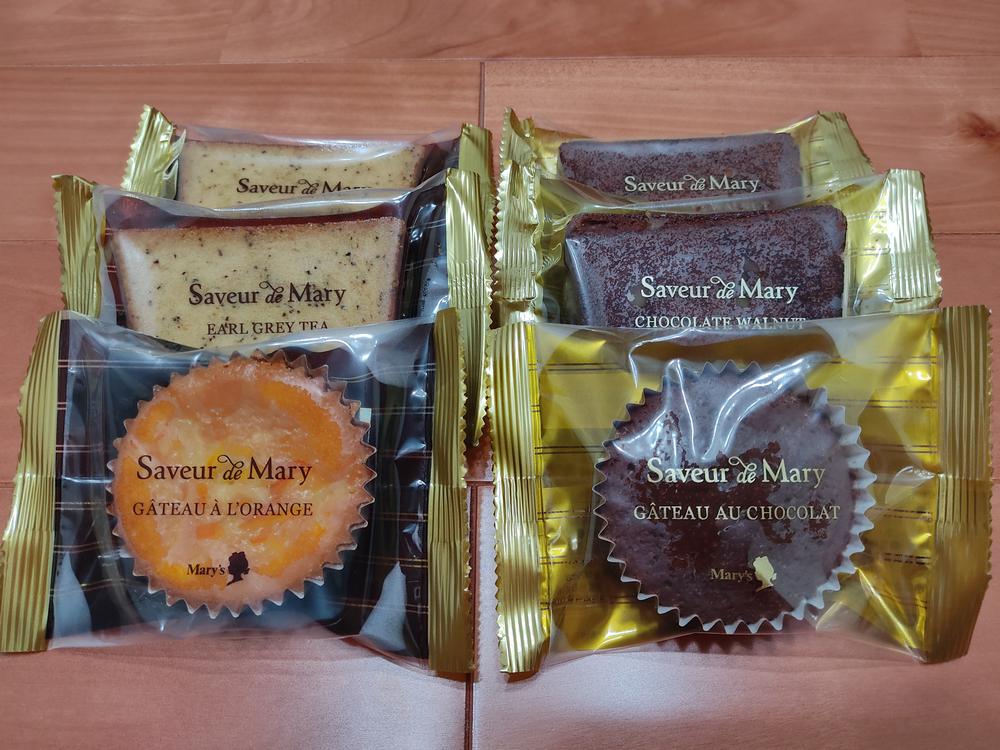 Saveur de Mary
Saveur de Mary
EARL GREY TEA
Saveur de Mary
GÂTEAU À L'ORANGE
Mary's
Saveur de Mary
Saveur de Mary
CHOCOLATE WALNUT
Saveur de Mary
GÂTEAU AU CHOCOLAT
Mary's